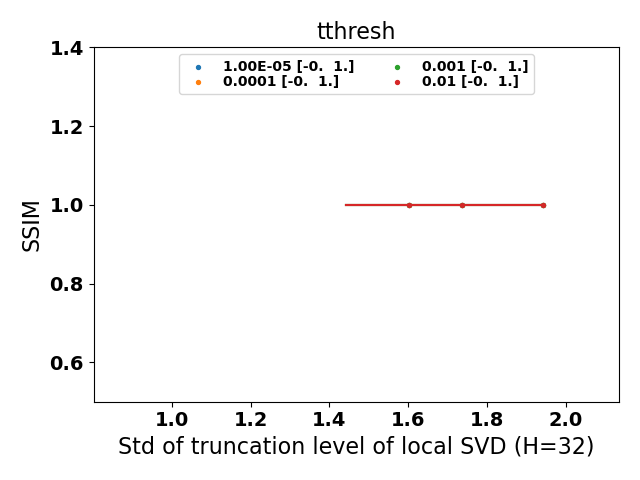 tthresh
1.4
1.00E-05 [-0.  1.]
0.001 [-0.  1.]
0.0001 [-0.  1.]
0.01 [-0.  1.]
1.2
1.0
0.8
0.6
SSIM
1.0 1.2 1.4 1.6 1.8 2.0
Std of truncation level of local SVD (H=32)